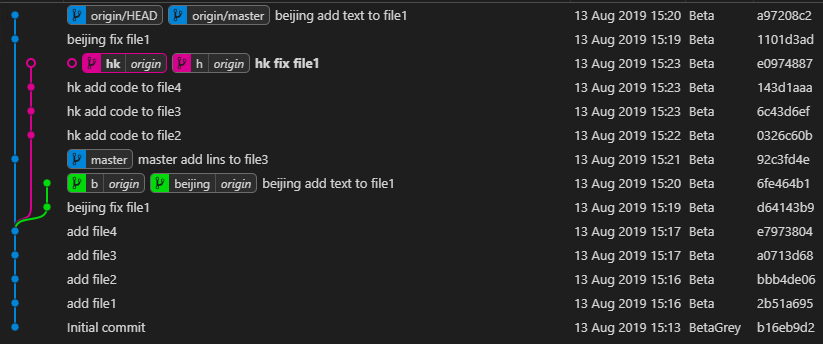 origin/HEAD origin/master beijing add text to file1 13 Aug 2019 15:20 Beta a97208c2
beijing fix file1 13 Aug 2019 15:19 Beta 1101d3ad
hk origin h origin hk fix file1 13 Aug 2019 15:23 Beta e0974887
hk add code to file4 13 Aug 2019 15:23 Beta 143d1aaa
hk add code to file3 13 Aug 2019 15:23 Beta 6c43d6ef
hk add code to file2 13 Aug 2019 15:22 Beta 0326c60b
master master add lins to file3 13 Aug 2019 15:21 Beta 92c3fd4e
b origin beijing origin beijing add text to file1 13 Aug 2019 15:20 Beta 6fe464b1
beijing fix file1 13 Aug 2019 15:19 Beta d64143b9
add file4 13 Aug 2019 15:17 Beta e7973804
add file3 13 Aug 2019 15:17 Beta a0713d68
add file2 13 Aug 2019 15:16 Beta bbb4de06
add file1 13 Aug 2019 15:16 Beta 2b51a695
Initial commit 13 Aug 2019 15:13 BetaGrey b16eb9d2